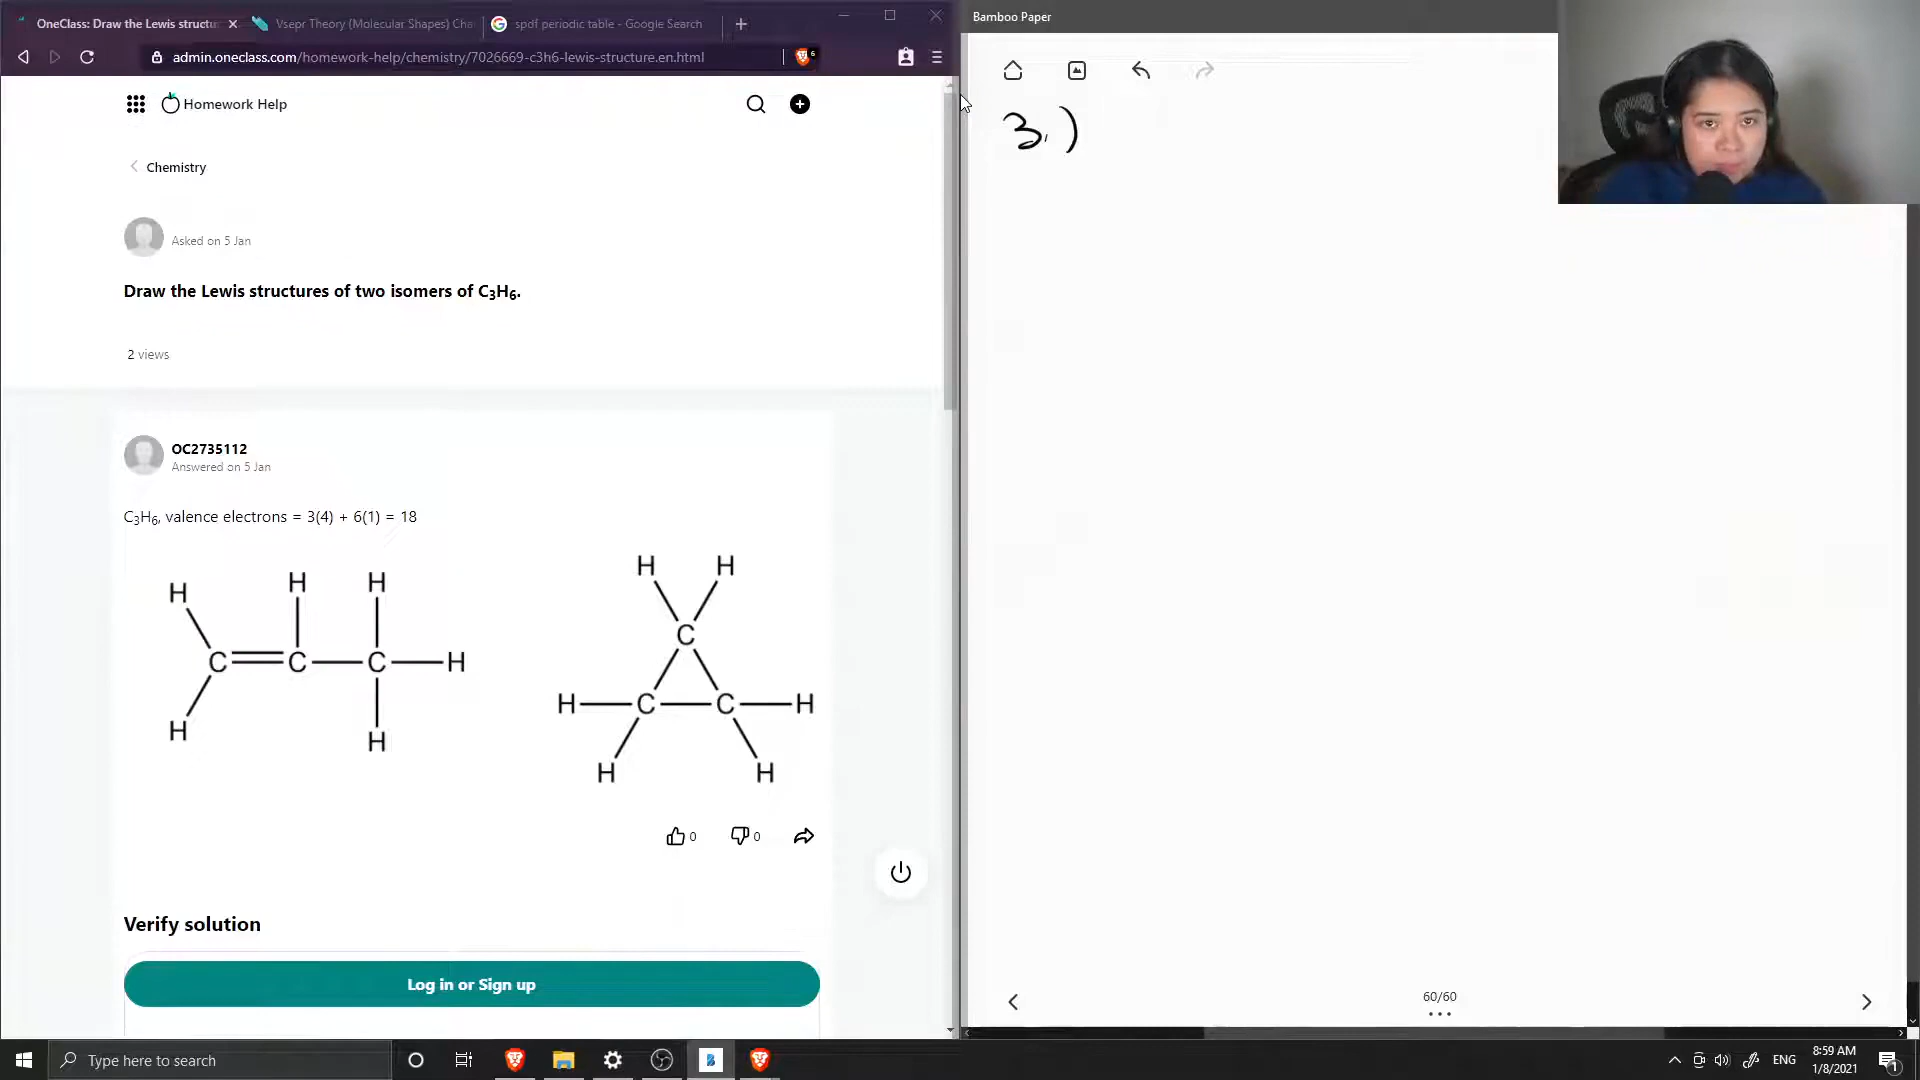 OneClass: Draw the Lewis structu
Vsepr Theory (Molecular Shapes) Cha
spdf periodic table - Google Search
admin.oneclass.com/homework-help/chemistry/7026669-c3h6-lewis-structure.en.html
6
Homework Help
Chemistry
Asked on 5 Jan
Draw the Lewis structures of two isomers of C₃H₆.
2 views
OC2735112
Answered on 5 Jan
C₃H₆, valence electrons = 3(4) + 6(1) = 18
H H H
C C C H
H H
H H
C
H C C H
H H
0 0
Verify solution
Log in or Sign up
Bamboo Paper
3.)
60/60
Type here to search
ENG
8:59 AM
1/8/2021
1